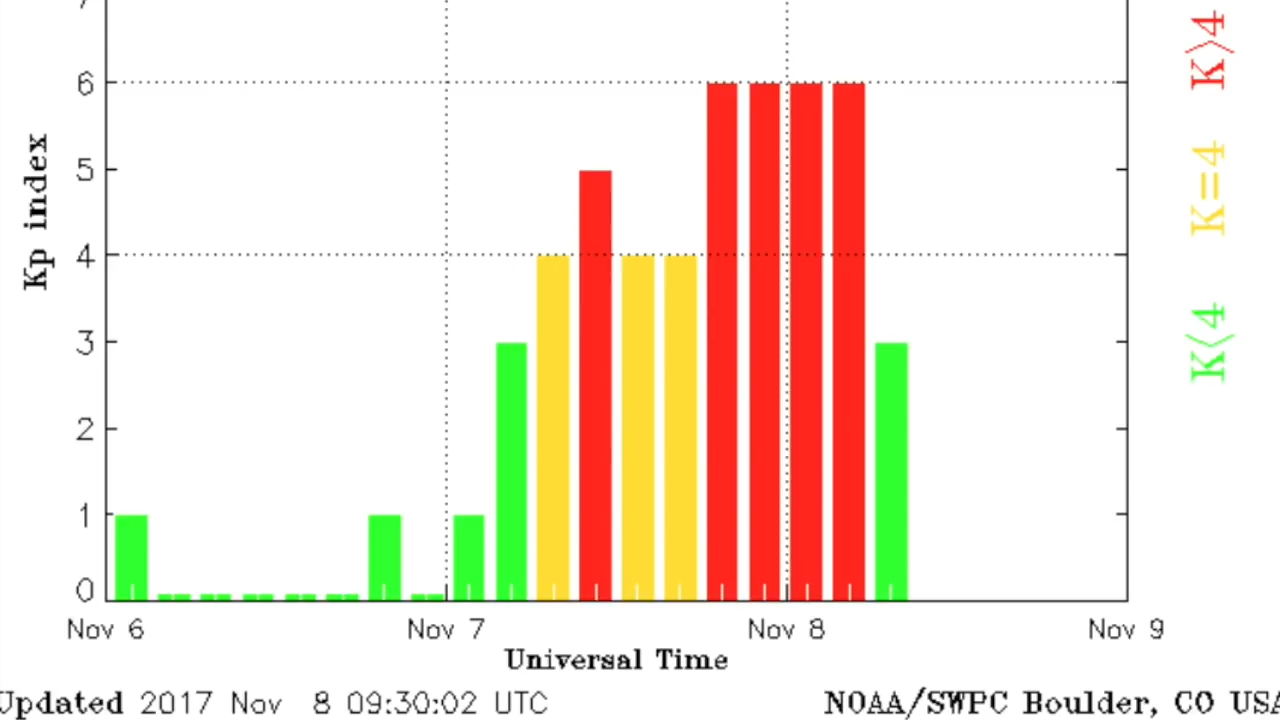 7
6
5
4
3
2
1
0
Kp index
Nov 6 Nov 7 Nov 8 Nov 9
Universal Time
Updated 2017 Nov 8 09:30:02 UTC
NOAA/SWPC Boulder, CO USA
K>4
K=4
K<4